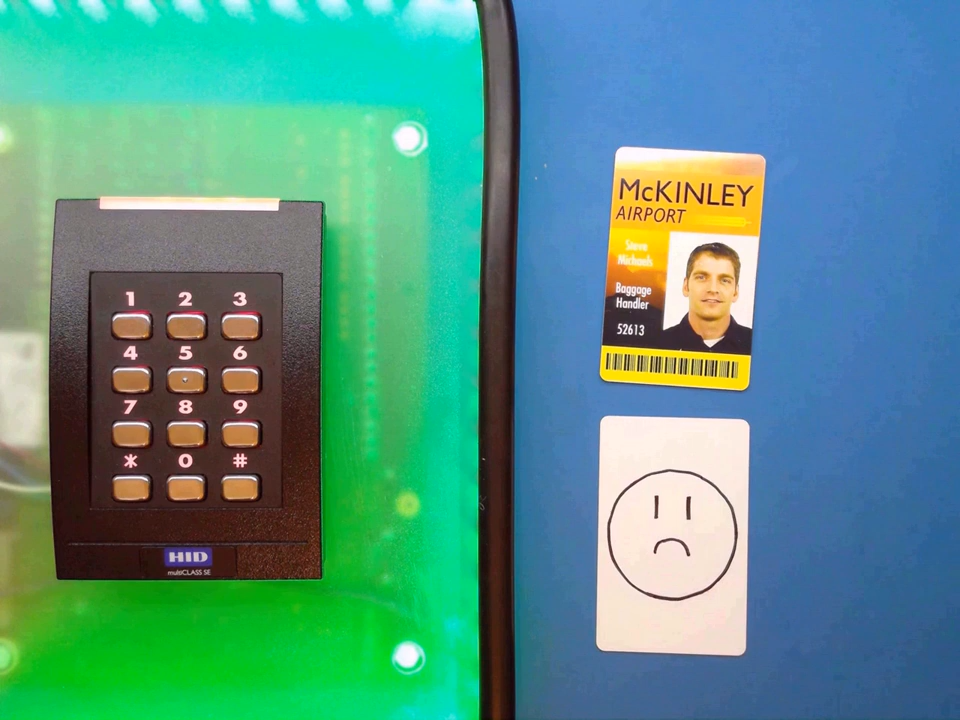 1 2 3
4 5 6
7 8 9
* 0 #
HID
multiCLASS SE
McKINLEY
AIRPORT
Steve
Michaels
Baggage
Handler
52613